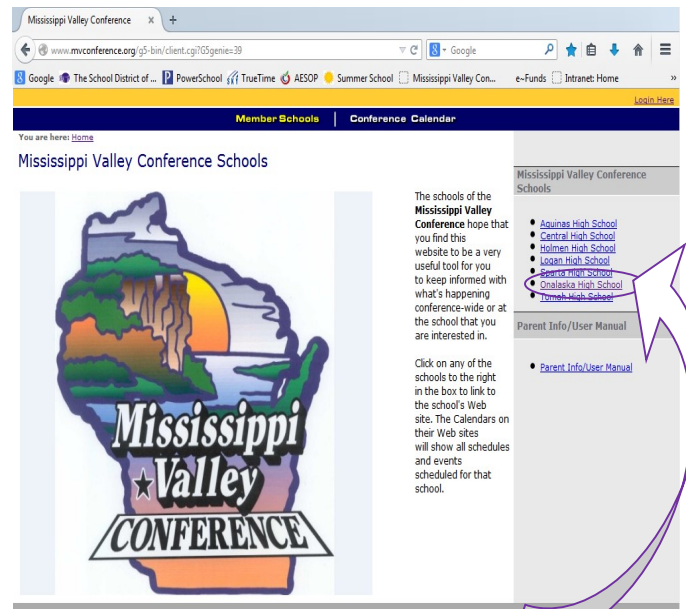 Mississippi Valley Conference × +
www.mvconference.org/g5-bin/client.cgi?G5genie=39 Google
Google The School District of ... PowerSchool TrueTime AESOP Summer School Mississippi Valley Con... e~Funds Intranet: Home »
Login Here
Member Schools | Conference Calendar
You are here: Home
Mississippi Valley Conference Schools
Mississippi
Valley
CONFERENCE
The schools of the
Mississippi Valley
Conference hope that
you find this
website to be a very
useful tool for you
to keep informed with
what's happening
conference-wide or at
the school that you
are interested in.
Click on any of the
schools to the right
in the box to link to
the school's Web
site. The Calendars on
their Web sites
will show all schedules
and events
scheduled for that
school.
Mississippi Valley Conference
Schools
Aquinas High School
Central High School
Holmen High School
Logan High School
Sparta High School
Onalaska High School
Tomah High School
Parent Info/User Manual
Parent Info/User Manual